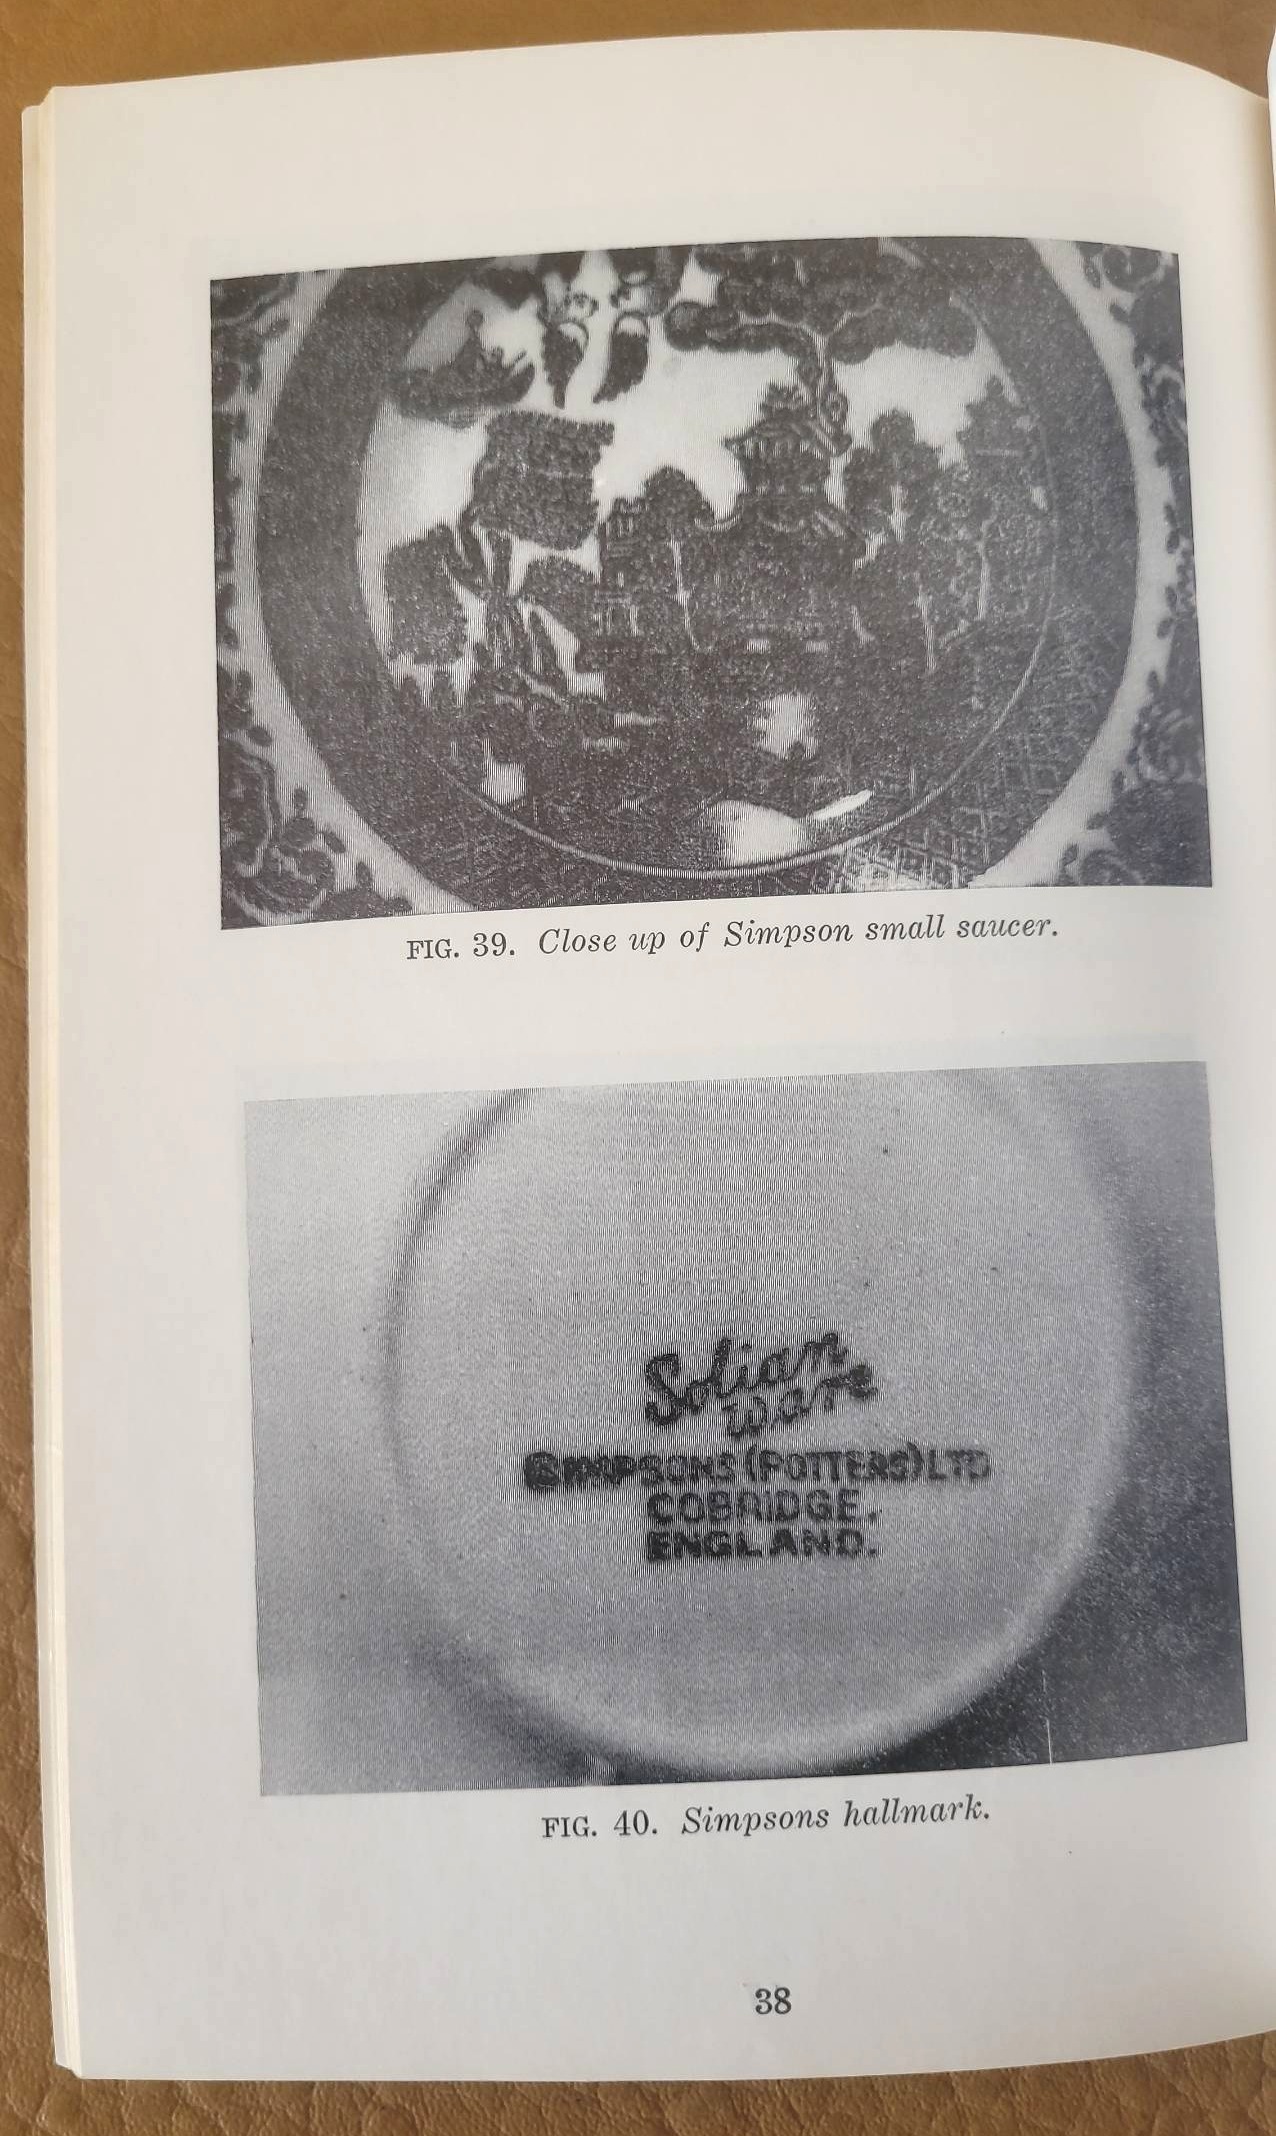 FIG. 39. Close up of Simpson small saucer.
Solian
ware
SIMPSONS (POTTERS) LTD
COBRIDGE.
ENGLAND.
FIG. 40. Simpsons hallmark.
38